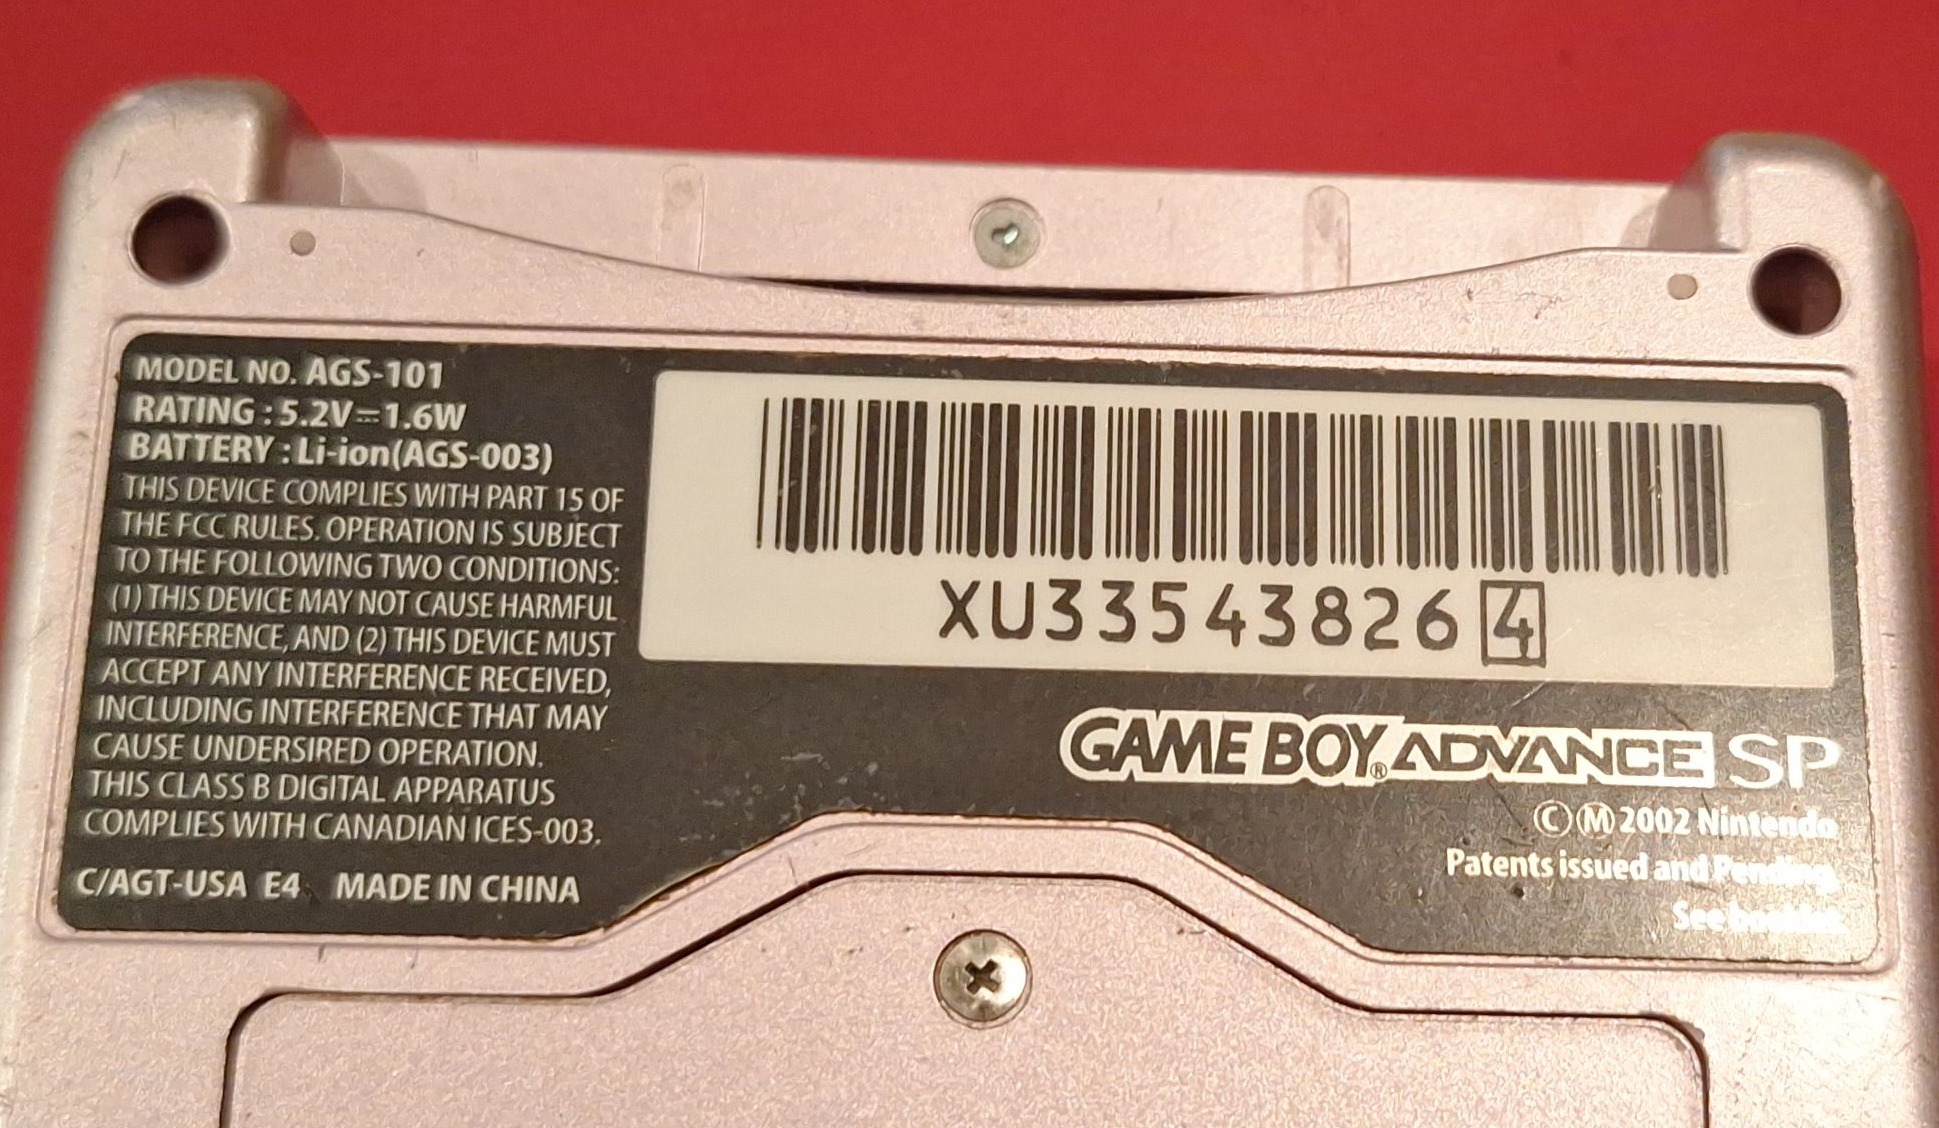 MODEL NO. AGS-101
RATING : 5.2V⎓1.6W
BATTERY : Li-ion(AGS-003)
THIS DEVICE COMPLIES WITH PART 15 OF
THE FCC RULES. OPERATION IS SUBJECT
TO THE FOLLOWING TWO CONDITIONS:
(1) THIS DEVICE MAY NOT CAUSE HARMFUL
INTERFERENCE, AND (2) THIS DEVICE MUST
ACCEPT ANY INTERFERENCE RECEIVED,
INCLUDING INTERFERENCE THAT MAY
CAUSE UNDERSIRED OPERATION.
THIS CLASS B DIGITAL APPARATUS
COMPLIES WITH CANADIAN ICES-003.
C/AGT-USA E4 MADE IN CHINA
XU33543826 4
GAME BOY® ADVANCE SP
Ⓒ Ⓜ 2002 Nintendo
Patents issued and Pending.
See booklet.